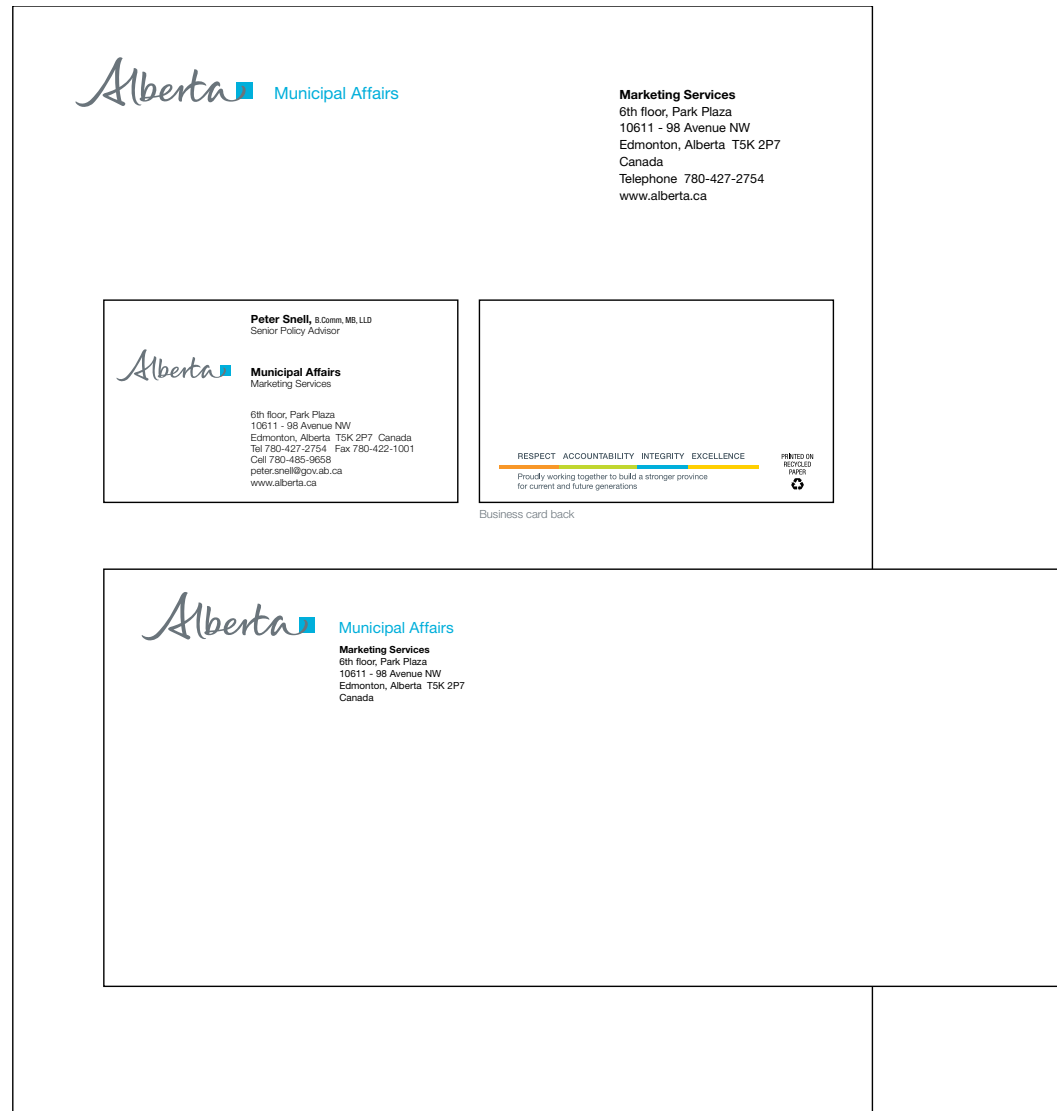 Alberta Municipal Affairs
Marketing Services
6th floor, Park Plaza
10611 - 98 Avenue NW
Edmonton, Alberta T5K 2P7
Canada
Telephone 780-427-2754
www.alberta.ca
Peter Snell, B.Comm, MB, LLD
Senior Policy Advisor
Alberta
Municipal Affairs
Marketing Services
6th floor, Park Plaza
10611 - 98 Avenue NW
Edmonton, Alberta T5K 2P7 Canada
Tel 780-427-2754 Fax 780-422-1001
Cell 780-485-9658
peter.snell@gov.ab.ca
www.alberta.ca
RESPECT ACCOUNTABILITY INTEGRITY EXCELLENCE
Proudly working together to build a stronger province
for current and future generations
PRINTED ON
RECYCLED
PAPER
Business card back
Alberta Municipal Affairs
Marketing Services
6th floor, Park Plaza
10611 - 98 Avenue NW
Edmonton, Alberta T5K 2P7
Canada